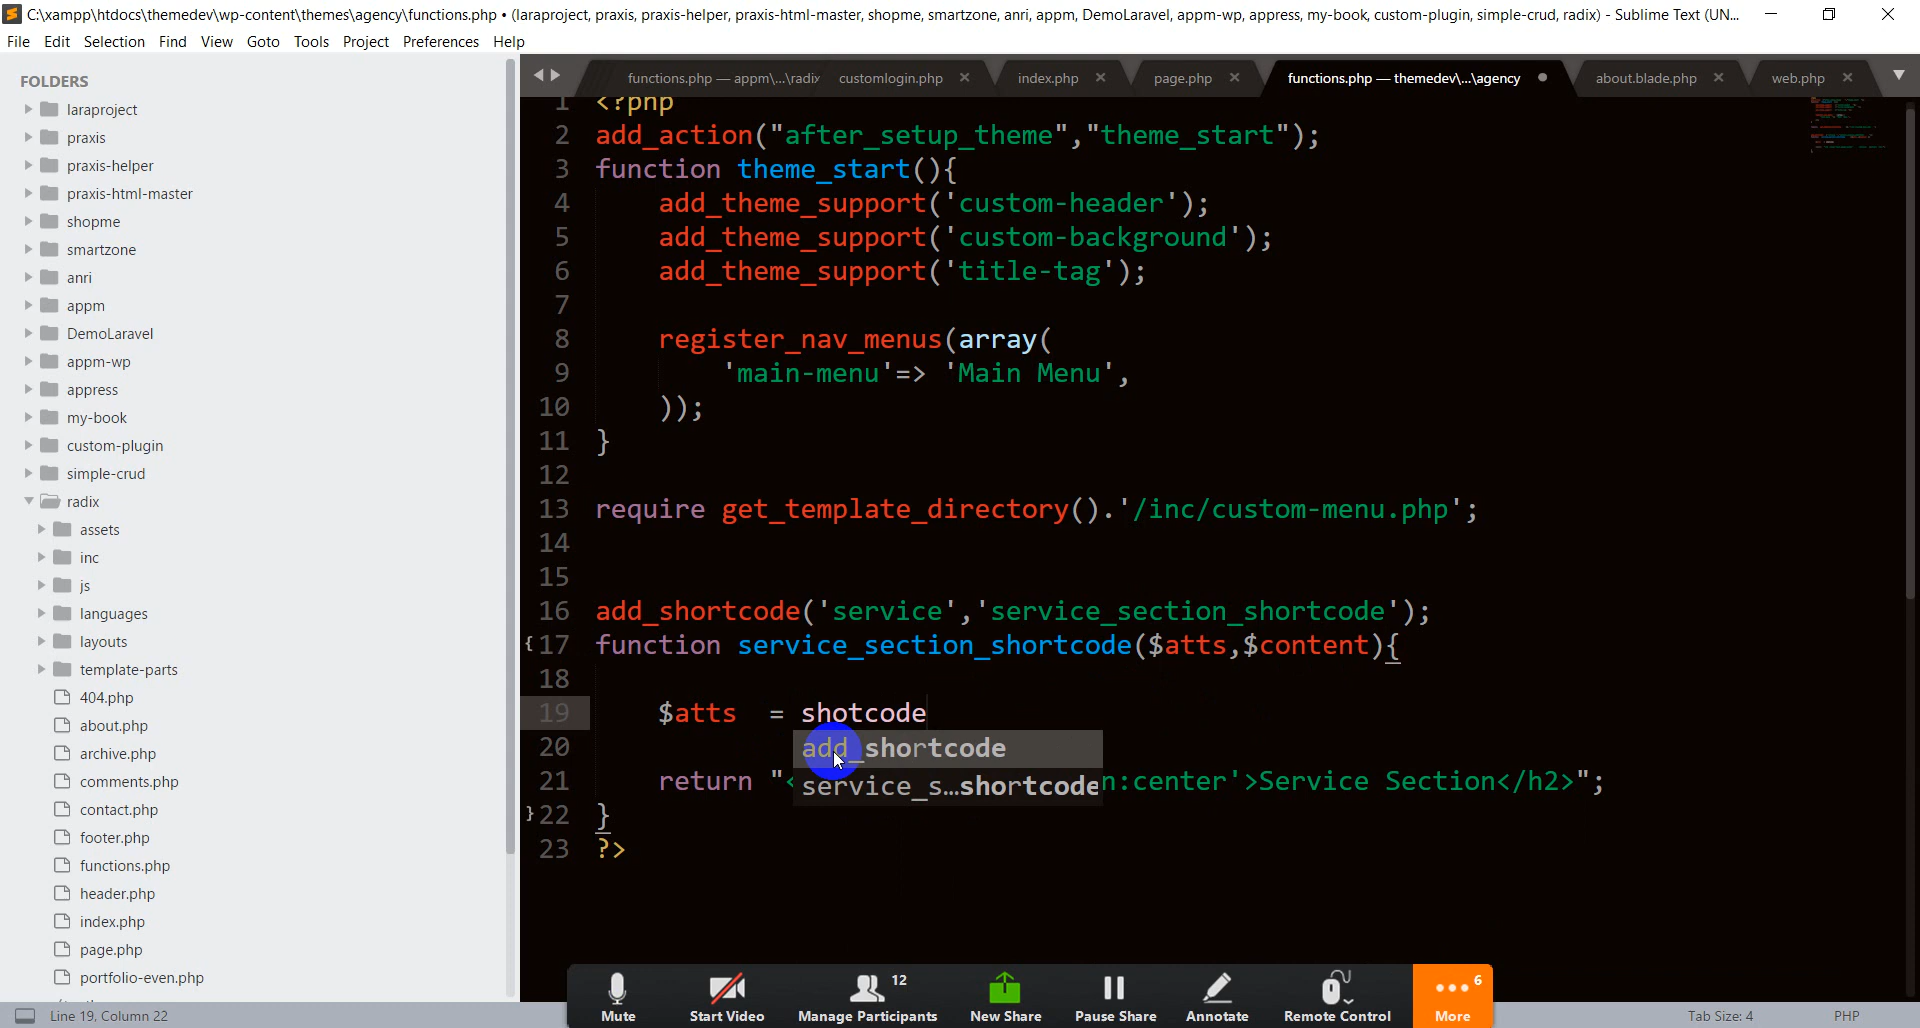 C:\xampp\htdocs\themedev\wp-content\themes\agency\functions.php • (laraproject, praxis, praxis-helper, praxis-html-master, shopme, smartzone, anri, appm, DemoLaravel, appm-wp, appress, my-book, custom-plugin, simple-crud, radix) - Sublime Text (UN...
File Edit Selection Find View Goto Tools Project Preferences Help
functions.php — appm\...\radix customlogin.php index.php page.php functions.php — themedev\...\agency about.blade.php web.php
FOLDERS
laraproject
praxis
praxis-helper
praxis-html-master
shopme
smartzone
anri
appm
DemoLaravel
appm-wp
appress
my-book
custom-plugin
simple-crud
radix
assets
inc
js
languages
layouts
template-parts
404.php
about.php
archive.php
comments.php
contact.php
footer.php
functions.php
header.php
index.php
page.php
portfolio-even.php
1 <?php
2 add_action("after_setup_theme","theme_start");
3 function theme_start(){
4 add_theme_support('custom-header');
5 add_theme_support('custom-background');
6 add_theme_support('title-tag');
7
8 register_nav_menus(array(
9 'main-menu'=> 'Main Menu',
10 ));
11 }
12
13 require get_template_directory().'/inc/custom-menu.php';
14
15
16 add_shortcode('service','service_section_shortcode');
17 function service_section_shortcode($atts,$content){
18
19 $atts = shotcode
20
add_shortcode
21 return "< n:center'>Service Section</h2>";
service_s...shortcode
22 }
23 ?>
Mute Start Video Manage Participants 12 New Share Pause Share Annotate Remote Control More 6
Line 19, Column 22 Tab Size: 4 PHP